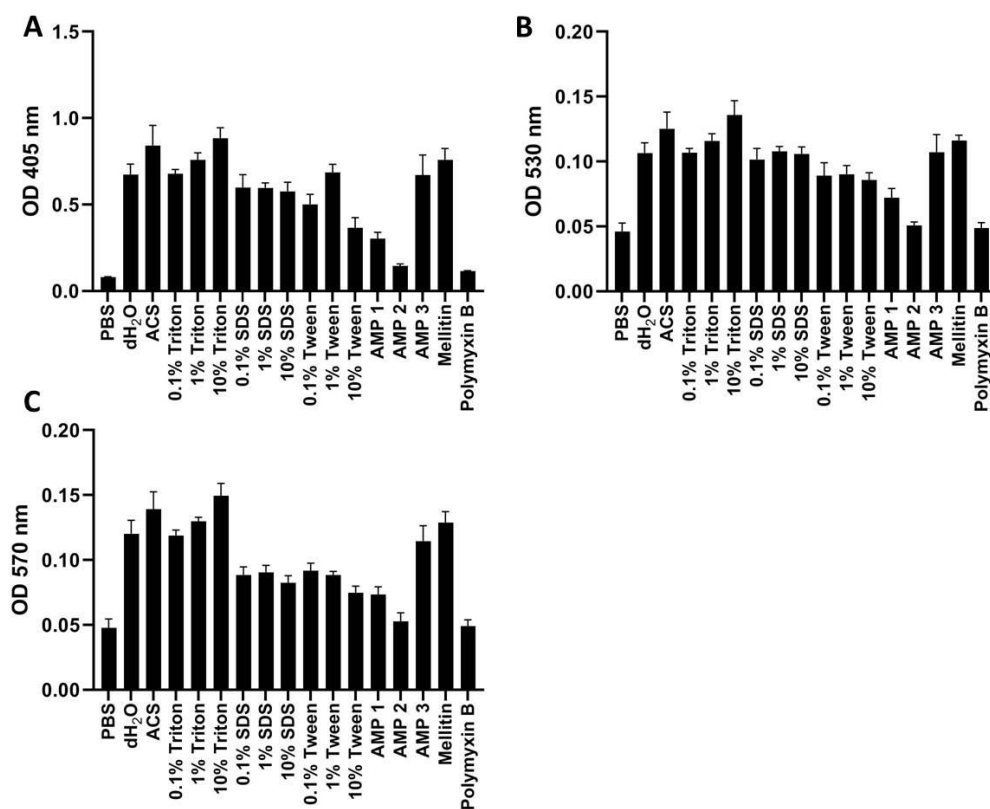 A
OD 405 nm
1.5
1.0
0.5
0.0
PBS
dH₂O
ACS
0.1% Triton
1% Triton
10% Triton
0.1% SDS
1% SDS
10% SDS
0.1% Tween
1% Tween
10% Tween
AMP 1
AMP 2
AMP 3
Mellitin
Polymyxin B
B
OD 530 nm
0.20
0.15
0.10
0.05
0.00
PBS
dH₂O
ACS
0.1% Triton
1% Triton
10% Triton
0.1% SDS
1% SDS
10% SDS
0.1% Tween
1% Tween
10% Tween
AMP 1
AMP 2
AMP 3
Mellitin
Polymyxin B
C
OD 570 nm
0.20
0.15
0.10
0.05
0.00
PBS
dH₂O
ACS
0.1% Triton
1% Triton
10% Triton
0.1% SDS
1% SDS
10% SDS
0.1% Tween
1% Tween
10% Tween
AMP 1
AMP 2
AMP 3
Mellitin
Polymyxin B